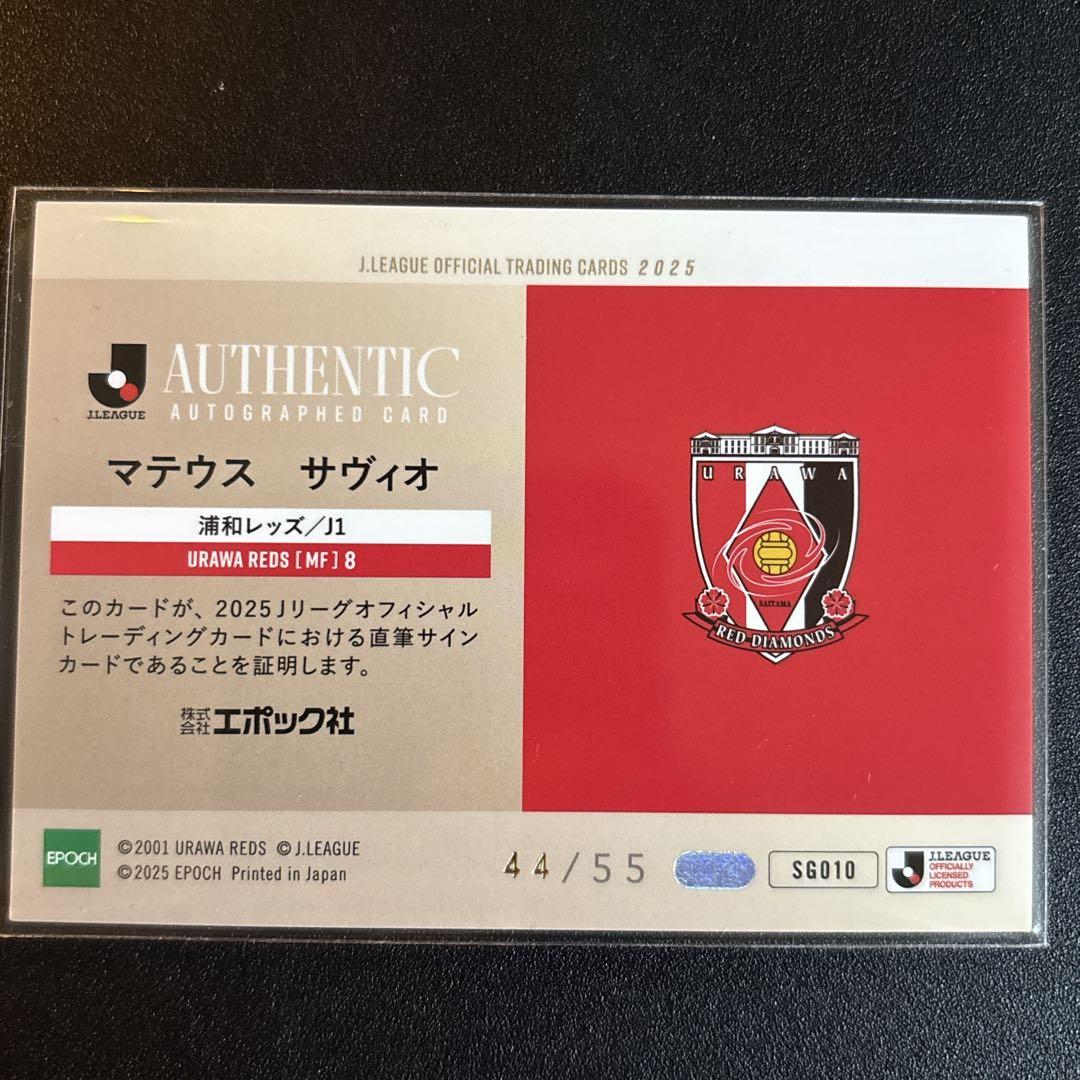 J.LEAGUE OFFICIAL TRADING CARDS 2025
J.LEAGUE
AUTHENTIC
AUTOGRAPHED CARD
マテウス　サヴィオ
浦和レッズ／J1
URAWA REDS [MF] 8
このカードが、2025Jリーグオフィシャル
トレーディングカードにおける直筆サイン
カードであることを証明します。
株式会社エポック社
URAWA
SAITAMA
RED DIAMONDS
EPOCH
©2001 URAWA REDS ©J.LEAGUE
©2025 EPOCH Printed in Japan
44/55
SG010
J.LEAGUE
OFFICIALLY
LICENSED
PRODUCTS